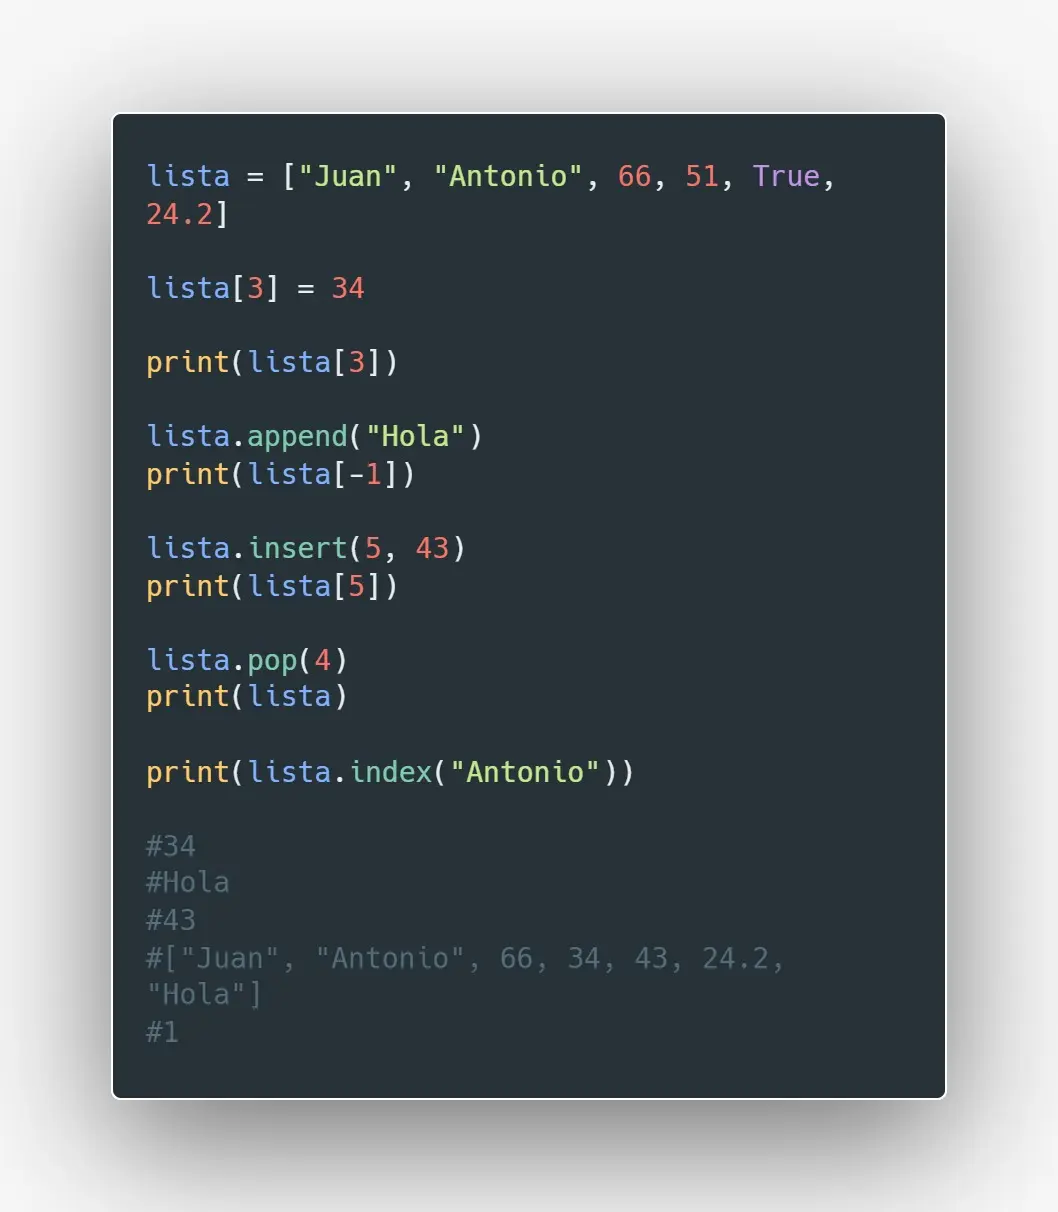 lista = ["Juan", "Antonio", 66, 51, True,
24.2]
lista[3] = 34
print(lista[3])
lista.append("Hola")
print(lista[-1])
lista.insert(5, 43)
print(lista[5])
lista.pop(4)
print(lista)
print(lista.index("Antonio"))
#34
#Hola
#43
#["Juan", "Antonio", 66, 34, 43, 24.2,
"Hola"]
#1